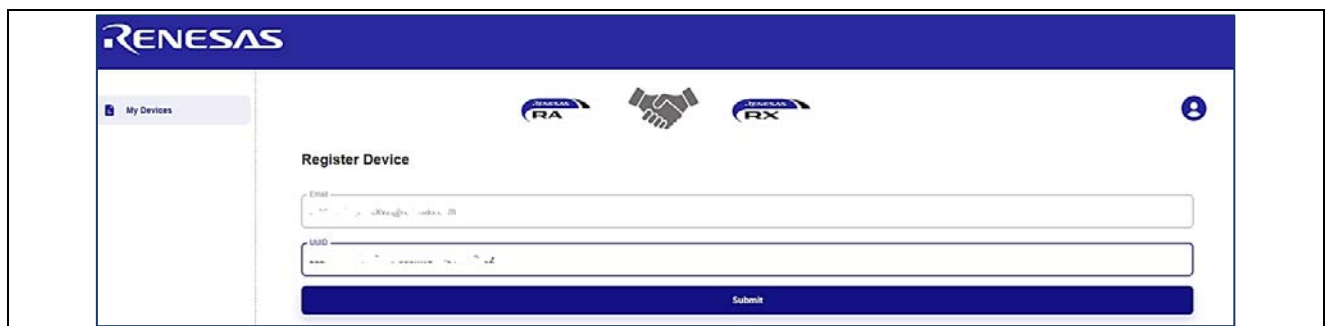 RENESAS
My Devices
RENESAS
RA
RENESAS
RX
Register Device
Email
UUID
Submit